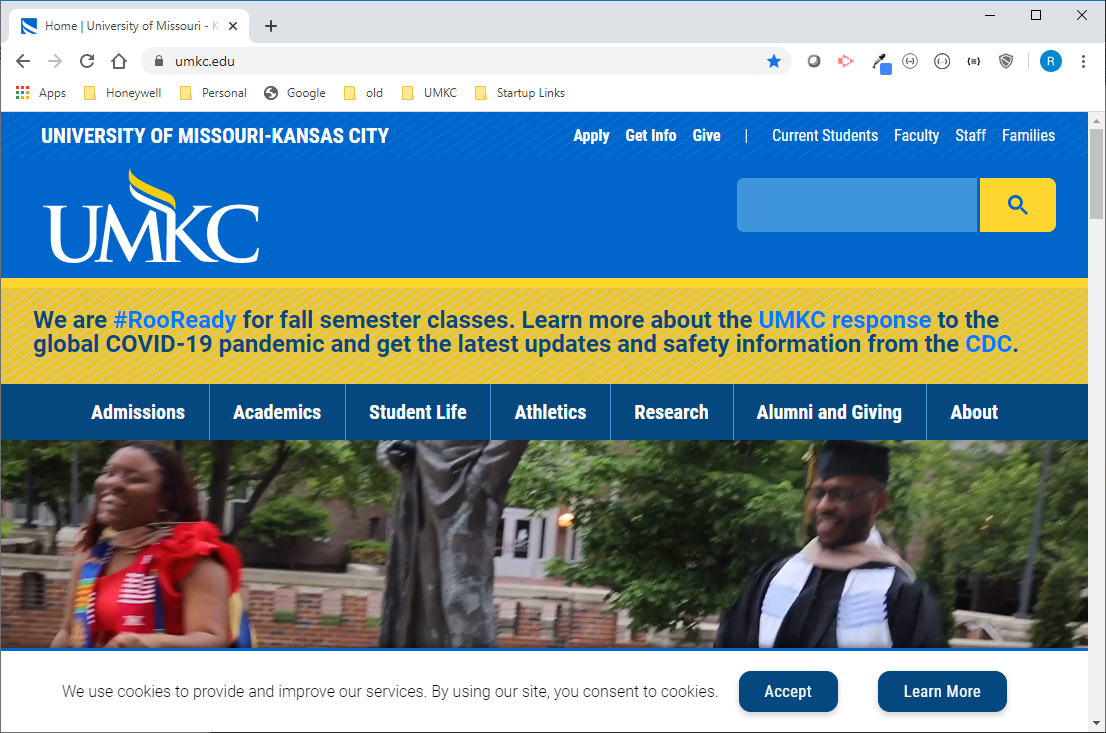 Home | University of Missouri - K
umkc.edu
R
Apps Honeywell Personal Google old UMKC Startup Links
UNIVERSITY OF MISSOURI-KANSAS CITY
Apply Get Info Give | Current Students Faculty Staff Families
UMKC
We are #RooReady for fall semester classes. Learn more about the UMKC response to the
global COVID-19 pandemic and get the latest updates and safety information from the CDC.
Admissions Academics Student Life Athletics Research Alumni and Giving About
We use cookies to provide and improve our services. By using our site, you consent to cookies. Accept Learn More